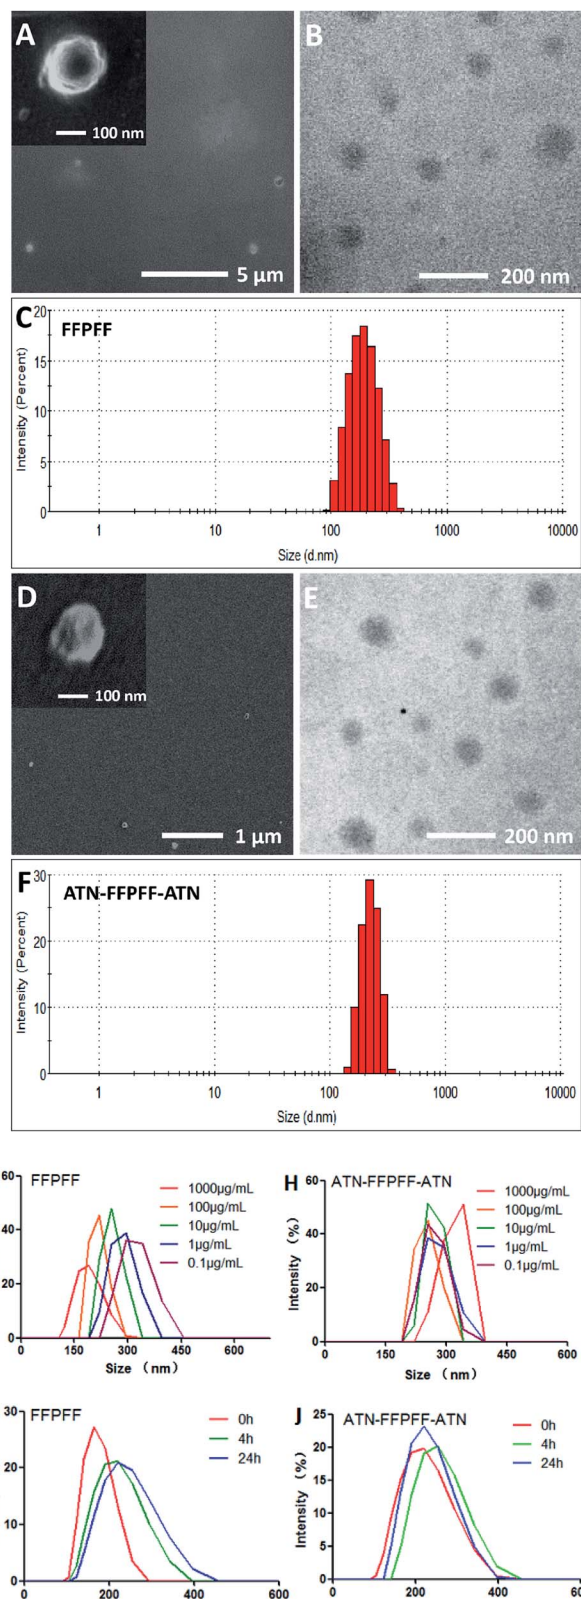 A
100 nm
5 μm
B
200 nm
C
FFPFF
Intensity (Percent)
20
15
10
5
0
1
10
100
1000
10000
Size (d.nm)
D
100 nm
1 μm
E
200 nm
F
ATN-FFPFF-ATN
Intensity (Percent)
30
20
10
0
1
10
100
1000
10000
Size (d.nm)
60
FFPFF
1000μg/mL
100μg/mL
10μg/mL
1μg/mL
0.1μg/mL
40
20
0
0
150
300
450
600
Size (nm)
H
ATN-FFPFF-ATN
1000μg/mL
100μg/mL
10μg/mL
1μg/mL
0.1μg/mL
Intensity (%)
60
40
20
0
0
150
300
450
600
Size (nm)
30
FFPFF
0h
4h
24h
20
10
0
0
200
400
600
J
ATN-FFPFF-ATN
0h
4h
24h
Intensity (%)
25
20
15
10
5
0
0
200
400